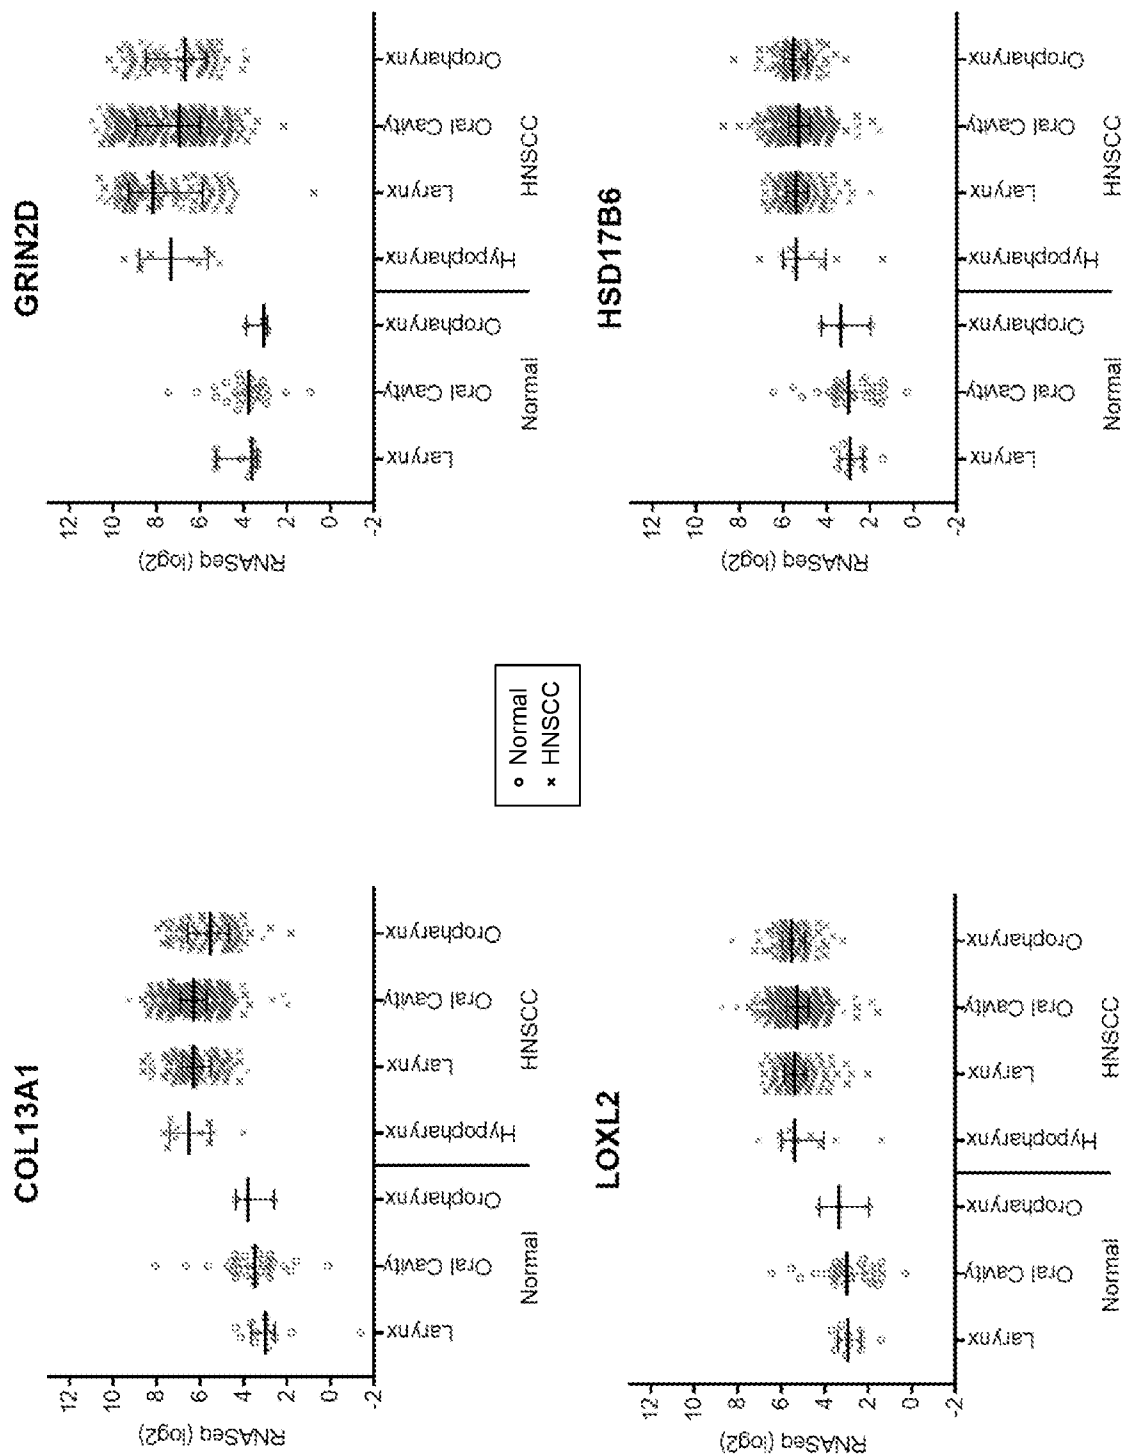 COL13A1
RNASeq (log2)
12
10
8
6
4
2
0
-2
Larynx
Oral Cavity
Oropharynx
Hypopharynx
Larynx
Oral Cavity
Oropharynx
Normal
HNSCC
GRIN2D
RNASeq (log2)
12
10
8
6
4
2
0
-2
Larynx
Oral Cavity
Oropharynx
Hypopharynx
Larynx
Oral Cavity
Oropharynx
Normal
HNSCC
Normal
HNSCC
LOXL2
RNASeq (log2)
12
10
8
6
4
2
0
-2
Larynx
Oral Cavity
Oropharynx
Hypopharynx
Larynx
Oral Cavity
Oropharynx
Normal
HNSCC
HSD17B6
RNASeq (log2)
12
10
8
6
4
2
0
-2
Larynx
Oral Cavity
Oropharynx
Hypopharynx
Larynx
Oral Cavity
Oropharynx
Normal
HNSCC